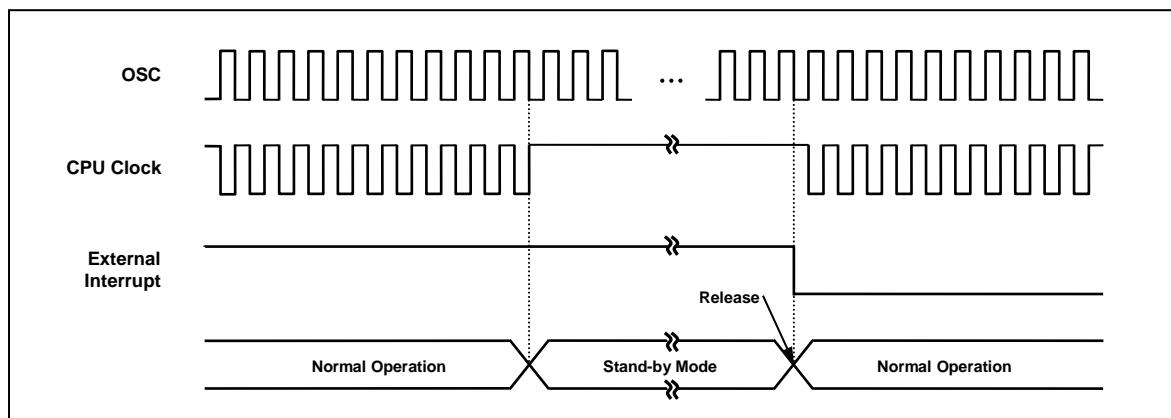 OSC
...
CPU Clock
External
Interrupt
Release
Normal Operation
Stand-by Mode
Normal Operation